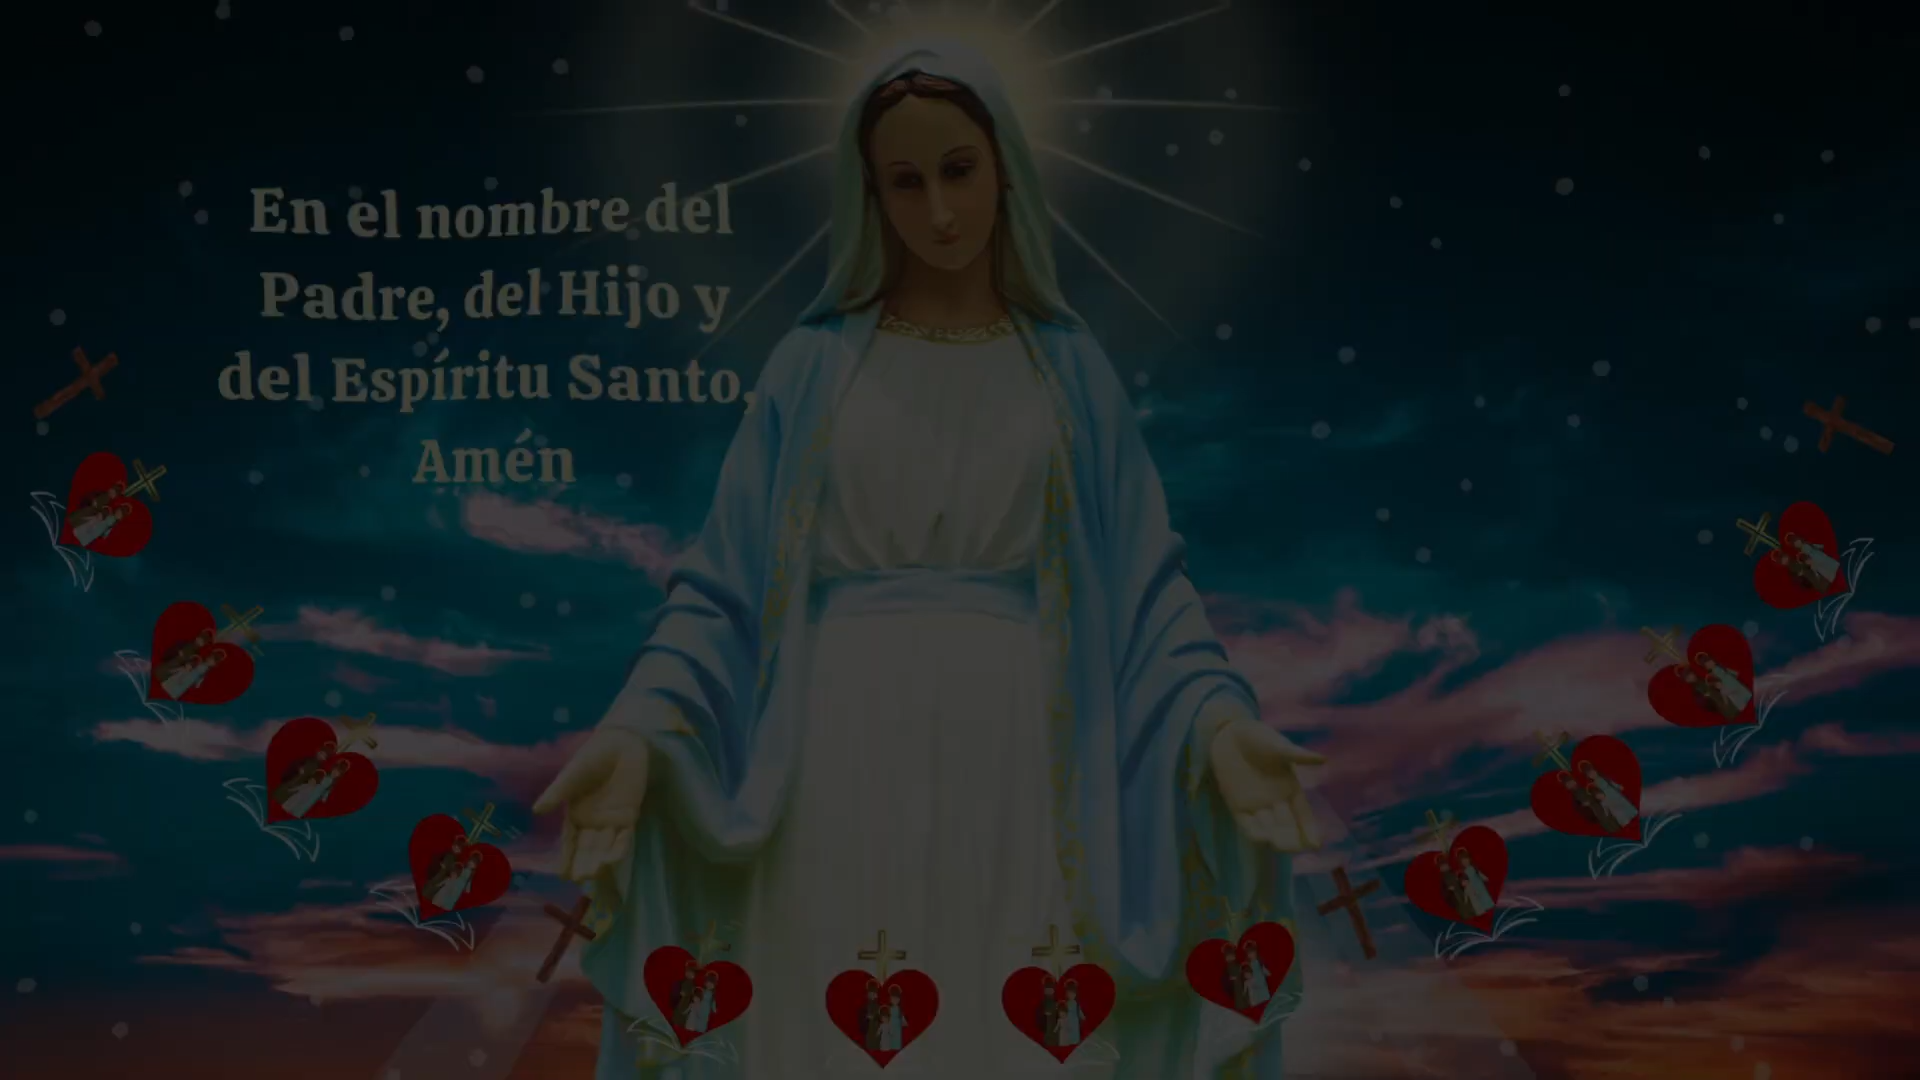 En el nombre del
Padre, del Hijo y
del Espíritu Santo.
Amén